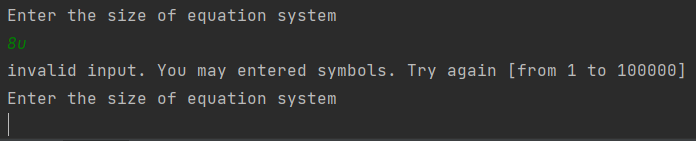 Enter the size of equation system
8u
invalid input. You may entered symbols. Try again [from 1 to 100000]
Enter the size of equation system